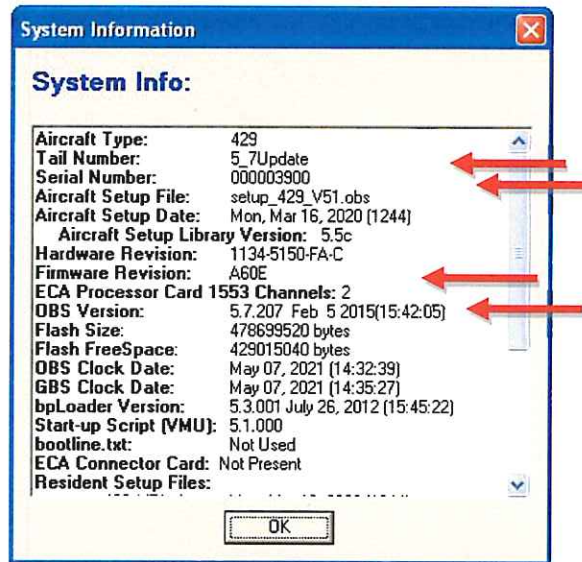 System Information
System Info:
Aircraft Type: 429
Tail Number: 5_7Update
Serial Number: 000003900
Aircraft Setup File: setup_429_V51.obs
Aircraft Setup Date: Mon, Mar 16, 2020 (1244)
Aircraft Setup Library Version: 5.5c
Hardware Revision: 1134-5150-FA-C
Firmware Revision: A60E
ECA Processor Card 1553 Channels: 2
OBS Version: 5.7.207 Feb 5 2015(15:42:05)
Flash Size: 478699520 bytes
Flash FreeSpace: 429015040 bytes
OBS Clock Date: May 07, 2021 (14:32:39)
GBS Clock Date: May 07, 2021 (14:35:27)
bpLoader Version: 5.3.001 July 26, 2012 (15:45:22)
Start-up Script (VMU): 5.1.000
bootline.txt: Not Used
ECA Connector Card: Not Present
Resident Setup Files:
OK